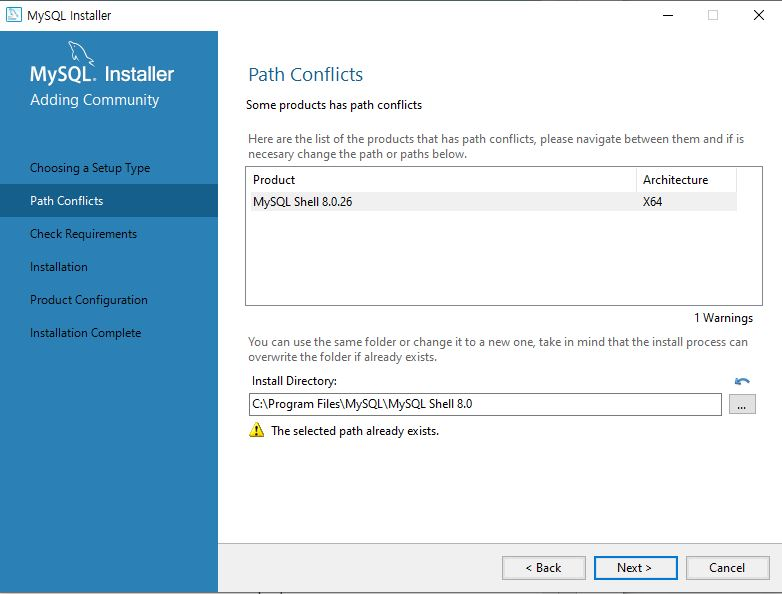 MySQL Installer
MySQL. Installer
Adding Community
Choosing a Setup Type
Path Conflicts
Check Requirements
Installation
Product Configuration
Installation Complete
Path Conflicts
Some products has path conflicts
Here are the list of the products that has path conflicts, please navigate between them and if is
necesary change the path or paths below.
Product Architecture
MySQL Shell 8.0.26 X64
1 Warnings
You can use the same folder or change it to a new one, take in mind that the install process can
overwrite the folder if already exists.
Install Directory:
C:\Program Files\MySQL\MySQL Shell 8.0
...
The selected path already exists.
< Back Next > Cancel